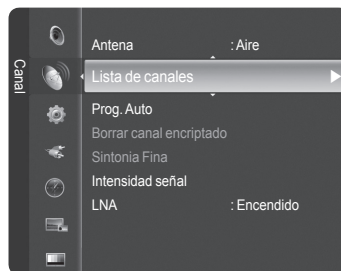 Canal
Antena : Aire
Lista de canales
Prog. Auto
Borrar canal encriptado
Sintonia Fina
Intensidad señal
LNA : Encendido